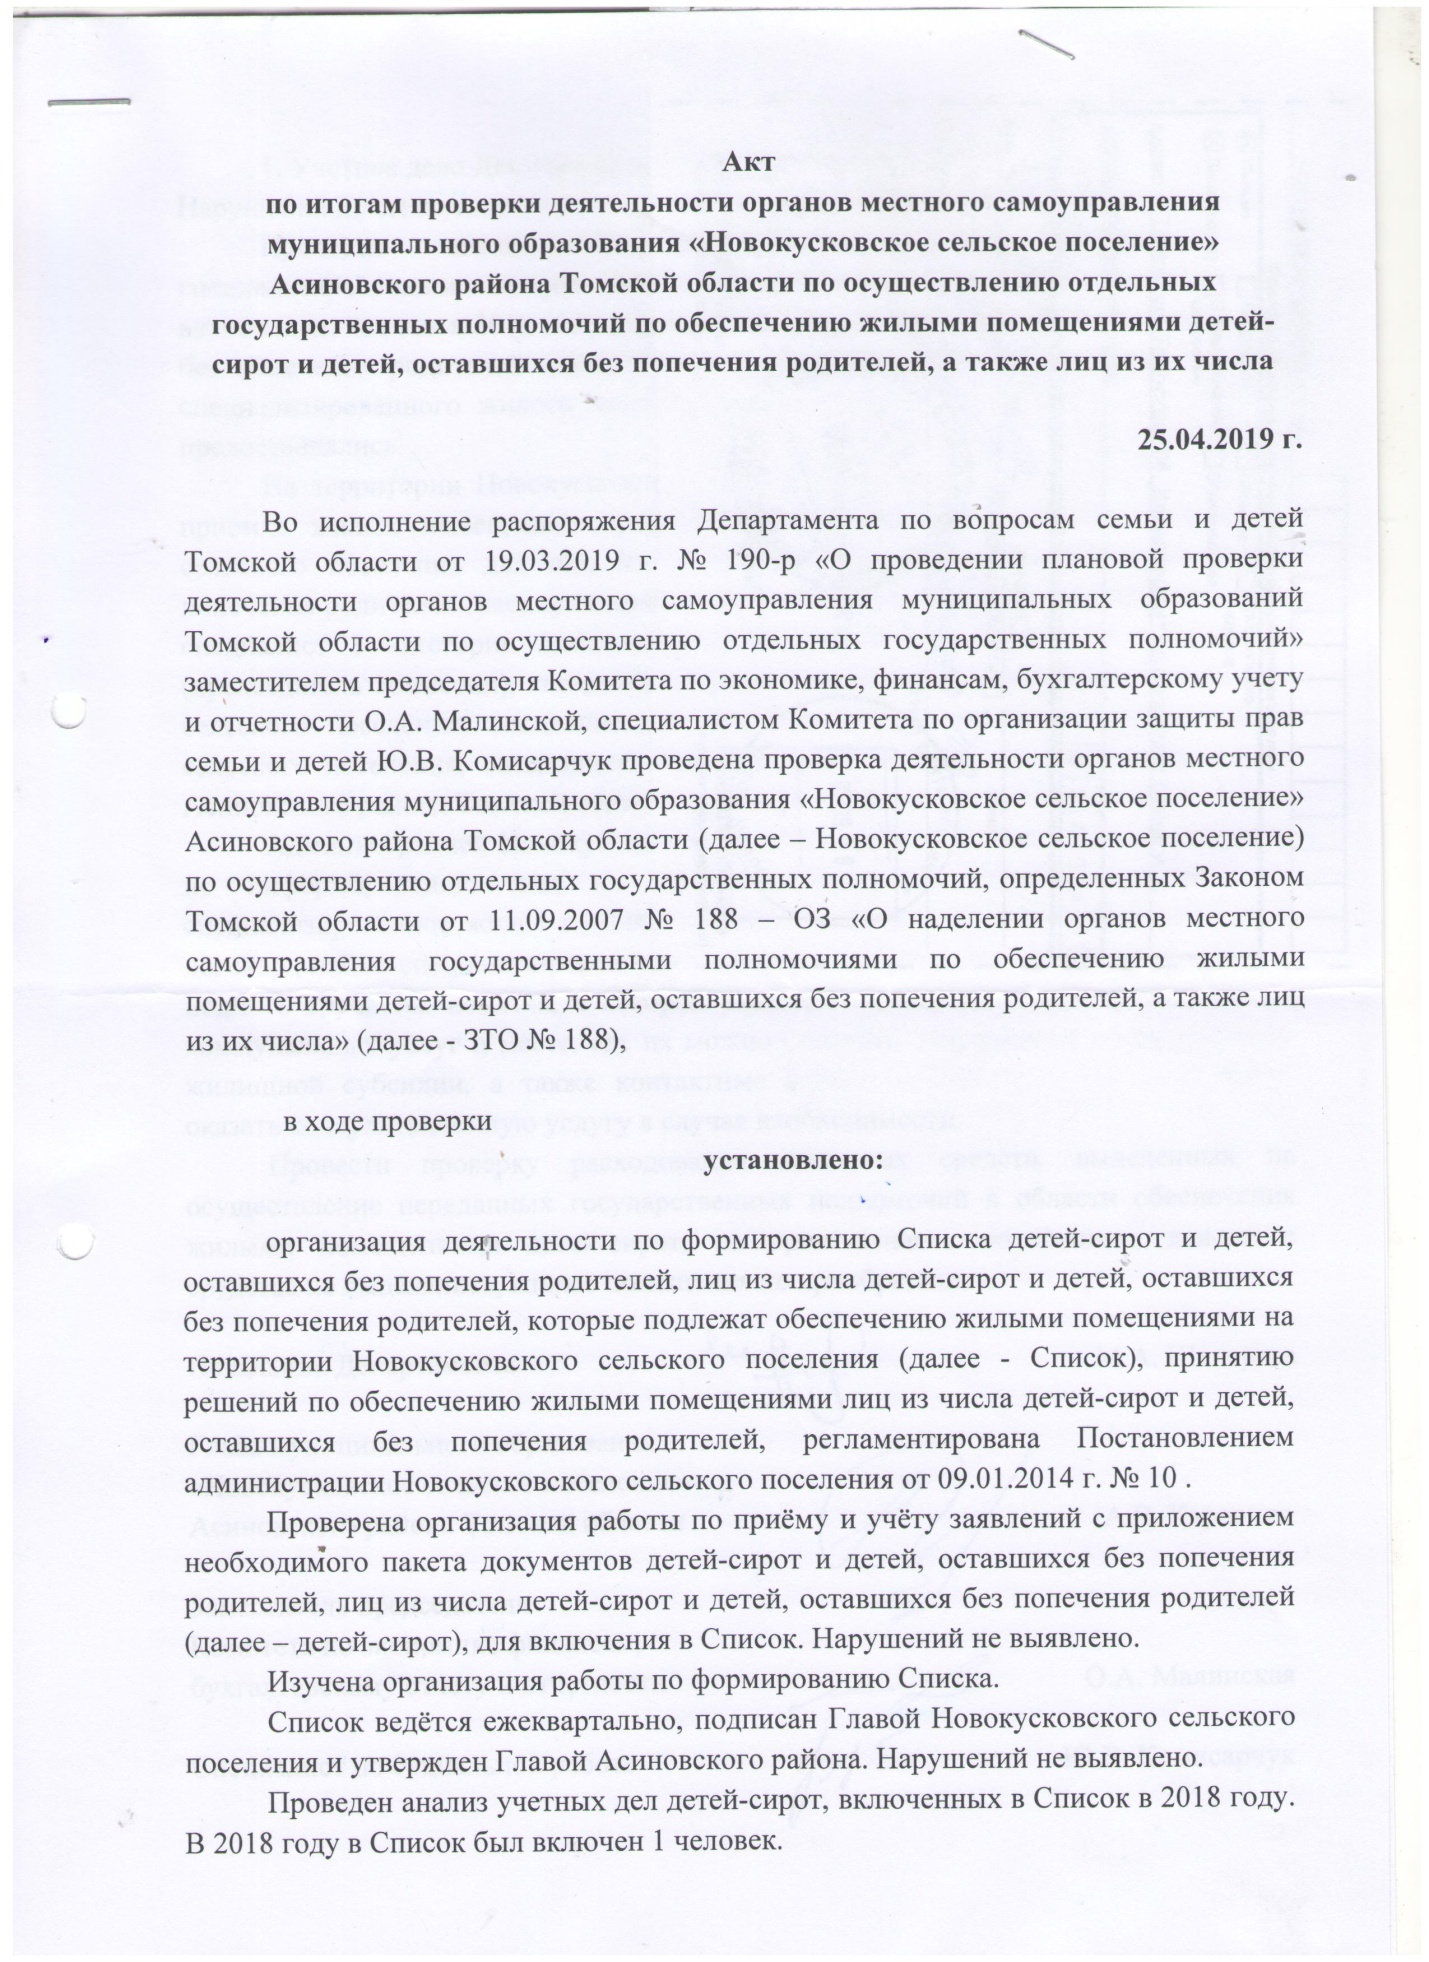 Акт
по итогам проверки деятельности органов местного самоуправления
муниципального образования «Новокусковское сельское поселение»
Асиновского района Томской области по осуществлению отдельных
государственных полномочий по обеспечению жилыми помещениями детей-
сирот и детей, оставшихся без попечения родителей, а также лиц из их числа
25.04.2019 г.
Во исполнение распоряжения Департамента по вопросам семьи и детей
Томской области от 19.03.2019 г. № 190-р «О проведении плановой проверки
деятельности органов местного самоуправления муниципальных образований
Томской области по осуществлению отдельных государственных полномочий»
заместителем председателя Комитета по экономике, финансам, бухгалтерскому учету
и отчетности О.А. Малинской, специалистом Комитета по организации защиты прав
семьи и детей Ю.В. Комисарчук проведена проверка деятельности органов местного
самоуправления муниципального образования «Новокусковское сельское поселение»
Асиновского района Томской области (далее – Новокусковское сельское поселение)
по осуществлению отдельных государственных полномочий, определенных Законом
Томской области от 11.09.2007 № 188 – ОЗ «О наделении органов местного
самоуправления государственными полномочиями по обеспечению жилыми
помещениями детей-сирот и детей, оставшихся без попечения родителей, а также лиц
из их числа» (далее - ЗТО № 188),
в ходе проверки
установлено:
организация деятельности по формированию Списка детей-сирот и детей,
оставшихся без попечения родителей, лиц из числа детей-сирот и детей, оставшихся
без попечения родителей, которые подлежат обеспечению жилыми помещениями на
территории Новокусковского сельского поселения (далее - Список), принятию
решений по обеспечению жилыми помещениями лиц из числа детей-сирот и детей,
оставшихся без попечения родителей, регламентирована Постановлением
администрации Новокусковского сельского поселения от 09.01.2014 г. № 10 .
Проверена организация работы по приёму и учёту заявлений с приложением
необходимого пакета документов детей-сирот и детей, оставшихся без попечения
родителей, лиц из числа детей-сирот и детей, оставшихся без попечения родителей
(далее – детей-сирот), для включения в Список. Нарушений не выявлено.
Изучена организация работы по формированию Списка.
Список ведётся ежеквартально, подписан Главой Новокусковского сельского
поселения и утвержден Главой Асиновского района. Нарушений не выявлено.
Проведен анализ учетных дел детей-сирот, включенных в Список в 2018 году.
В 2018 году в Список был включен 1 человек.